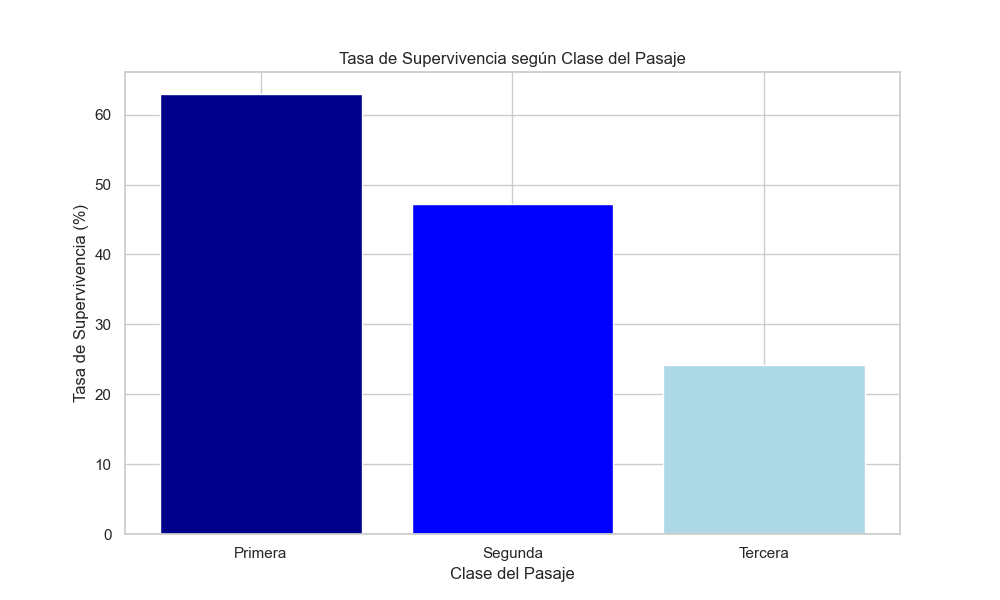 Tasa de Supervivencia según Clase del Pasaje
Tasa de Supervivencia (%)
60
50
40
30
20
10
0
Primera
Segunda
Tercera
Clase del Pasaje